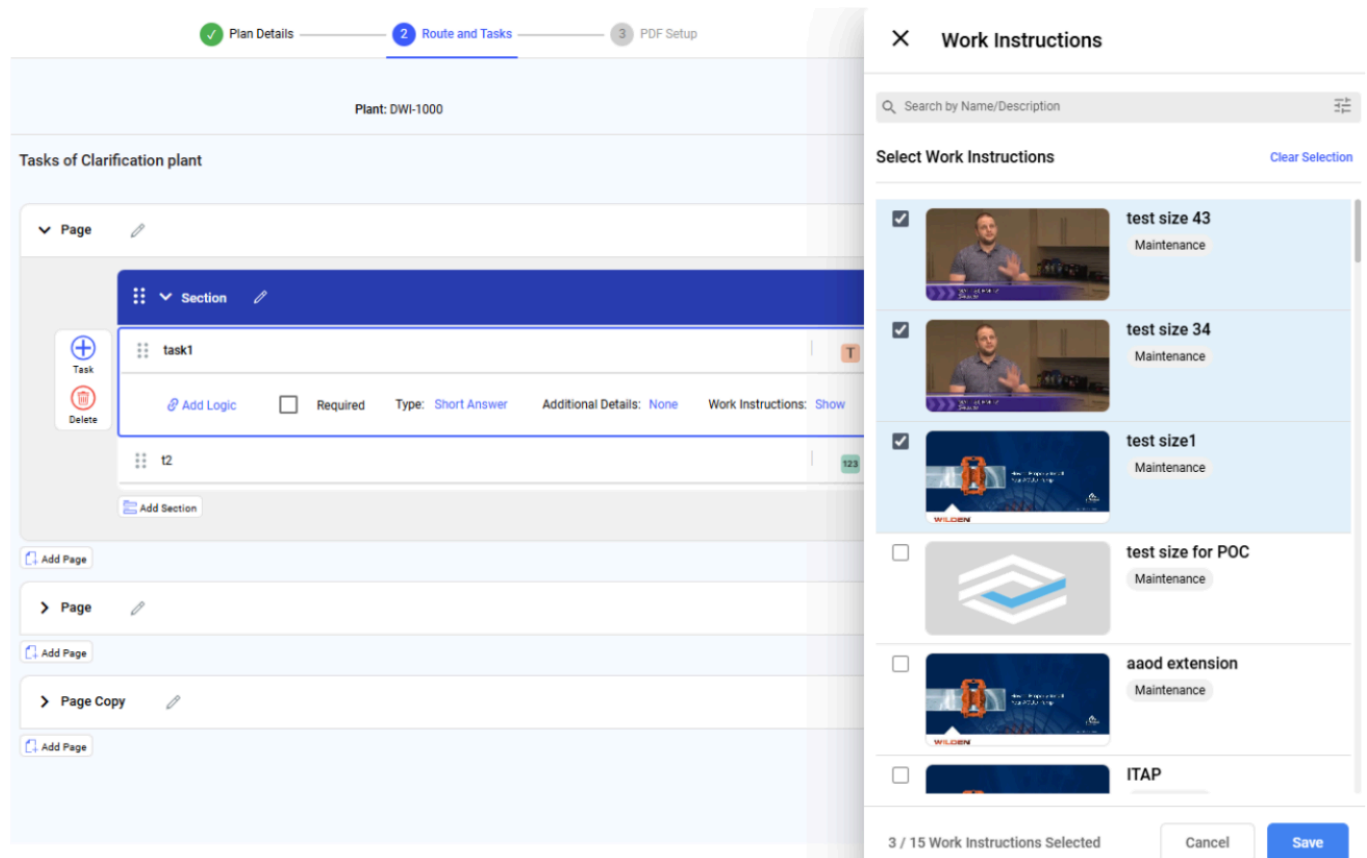 Plan Details
2 Route and Tasks
3 PDF Setup
Plant: DWI-1000
Tasks of Clarification plant
Page
Section
Task
Delete
task1
T
Add Logic Required Type: Short Answer Additional Details: None Work Instructions: Show
t2
123
Add Section
Add Page
Page
Add Page
Page Copy
Add Page
Work Instructions
Search by Name/Description
Select Work Instructions Clear Selection
test size 43
Maintenance
test size 34
Maintenance
test size1
Maintenance
WILDEN
test size for POC
Maintenance
aaod extension
Maintenance
WILDEN
ITAP
3 / 15 Work Instructions Selected Cancel Save